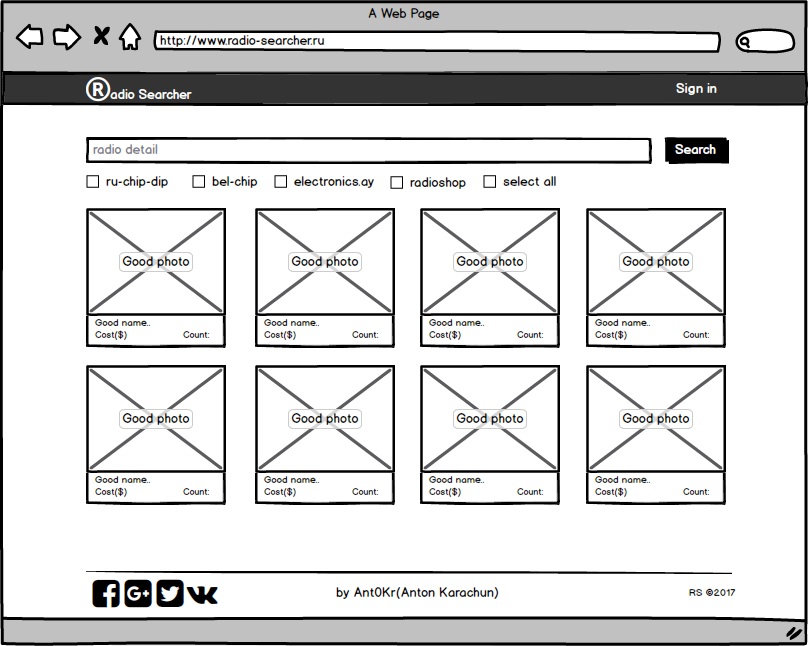 A Web Page
http://www.radio-searcher.ru
Radio Searcher
Sign in
radio detail
Search
ru-chip-dip
bel-chip
electronics.ay
radioshop
select all
Good photo
Good photo
Good photo
Good photo
Good name..
Good name..
Good name..
Good name..
Cost($) Count:
Cost($) Count:
Cost($) Count:
Cost($) Count:
Good photo
Good photo
Good photo
Good photo
Good name..
Good name..
Good name..
Good name..
Cost($) Count:
Cost($) Count:
Cost($) Count:
Cost($) Count:
by Ant0Kr(Anton Karachun)
RS ©2017